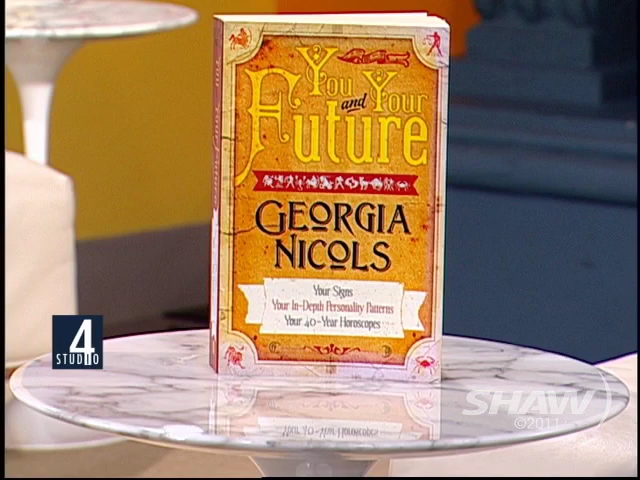 You
and Your
Future
GEORGIA
NICOLS
Your Signs
Your In-Depth Personality Patterns
Your 40-Year Horoscopes
4
STUDIO
SHAW)
©2011